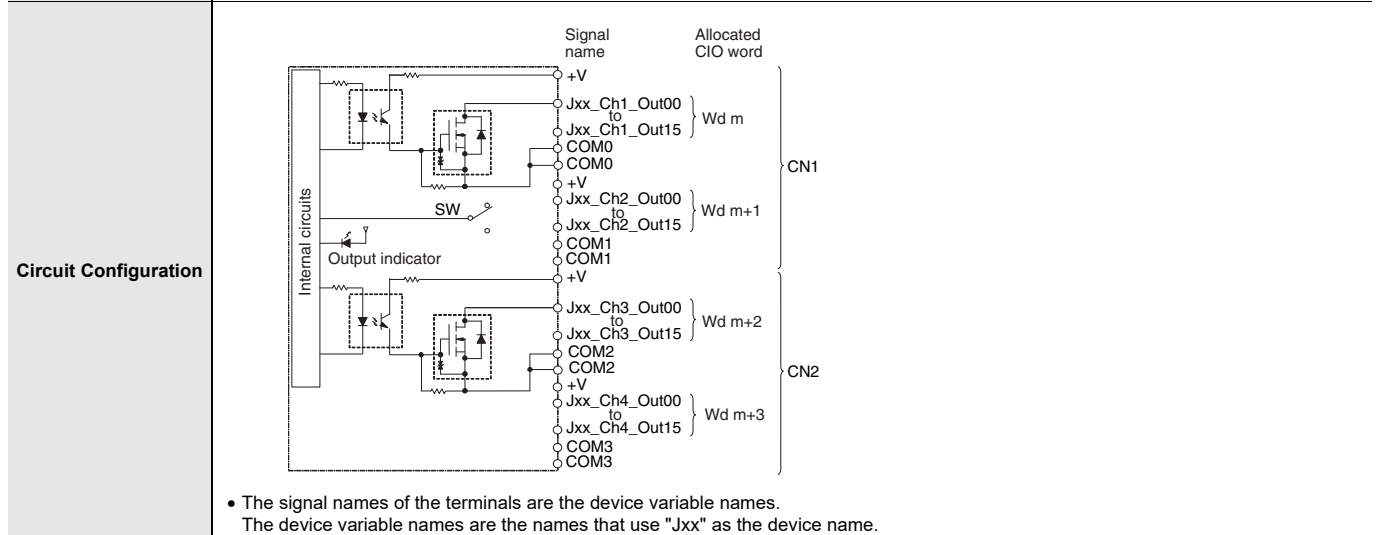 Circuit Configuration
Signal name
Allocated CIO word
Internal circuits
SW
Output indicator
+V
Jxx_Ch1_Out00
to
Jxx_Ch1_Out15
Wd m
COM0
COM0
+V
Jxx_Ch2_Out00
to
Jxx_Ch2_Out15
Wd m+1
COM1
COM1
CN1
+V
Jxx_Ch3_Out00
to
Jxx_Ch3_Out15
Wd m+2
COM2
COM2
+V
Jxx_Ch4_Out00
to
Jxx_Ch4_Out15
Wd m+3
COM3
COM3
CN2
• The signal names of the terminals are the device variable names.
The device variable names are the names that use "Jxx" as the device name.